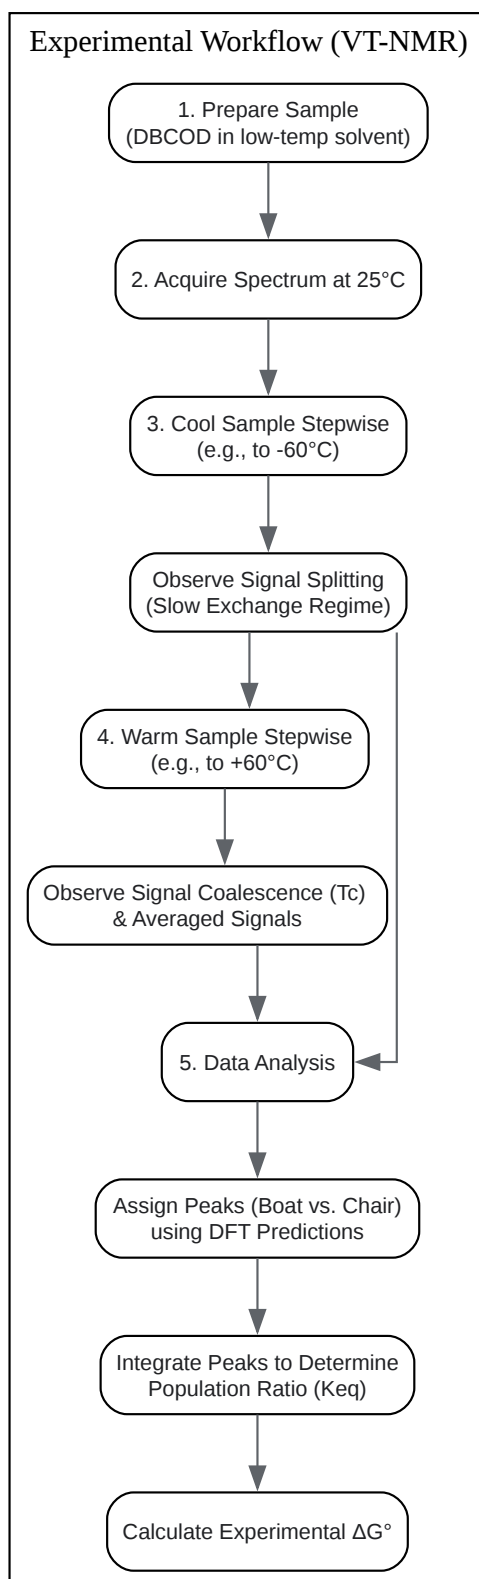 Experimental Workflow (VT-NMR)
1. Prepare Sample
(DBCOD in low-temp solvent)
2. Acquire Spectrum at 25°C
3. Cool Sample Stepwise
(e.g., to -60°C)
Observe Signal Splitting
(Slow Exchange Regime)
4. Warm Sample Stepwise
(e.g., to +60°C)
Observe Signal Coalescence (Tc)
& Averaged Signals
5. Data Analysis
Assign Peaks (Boat vs. Chair)
using DFT Predictions
Integrate Peaks to Determine
Population Ratio (Keq)
Calculate Experimental ΔG°